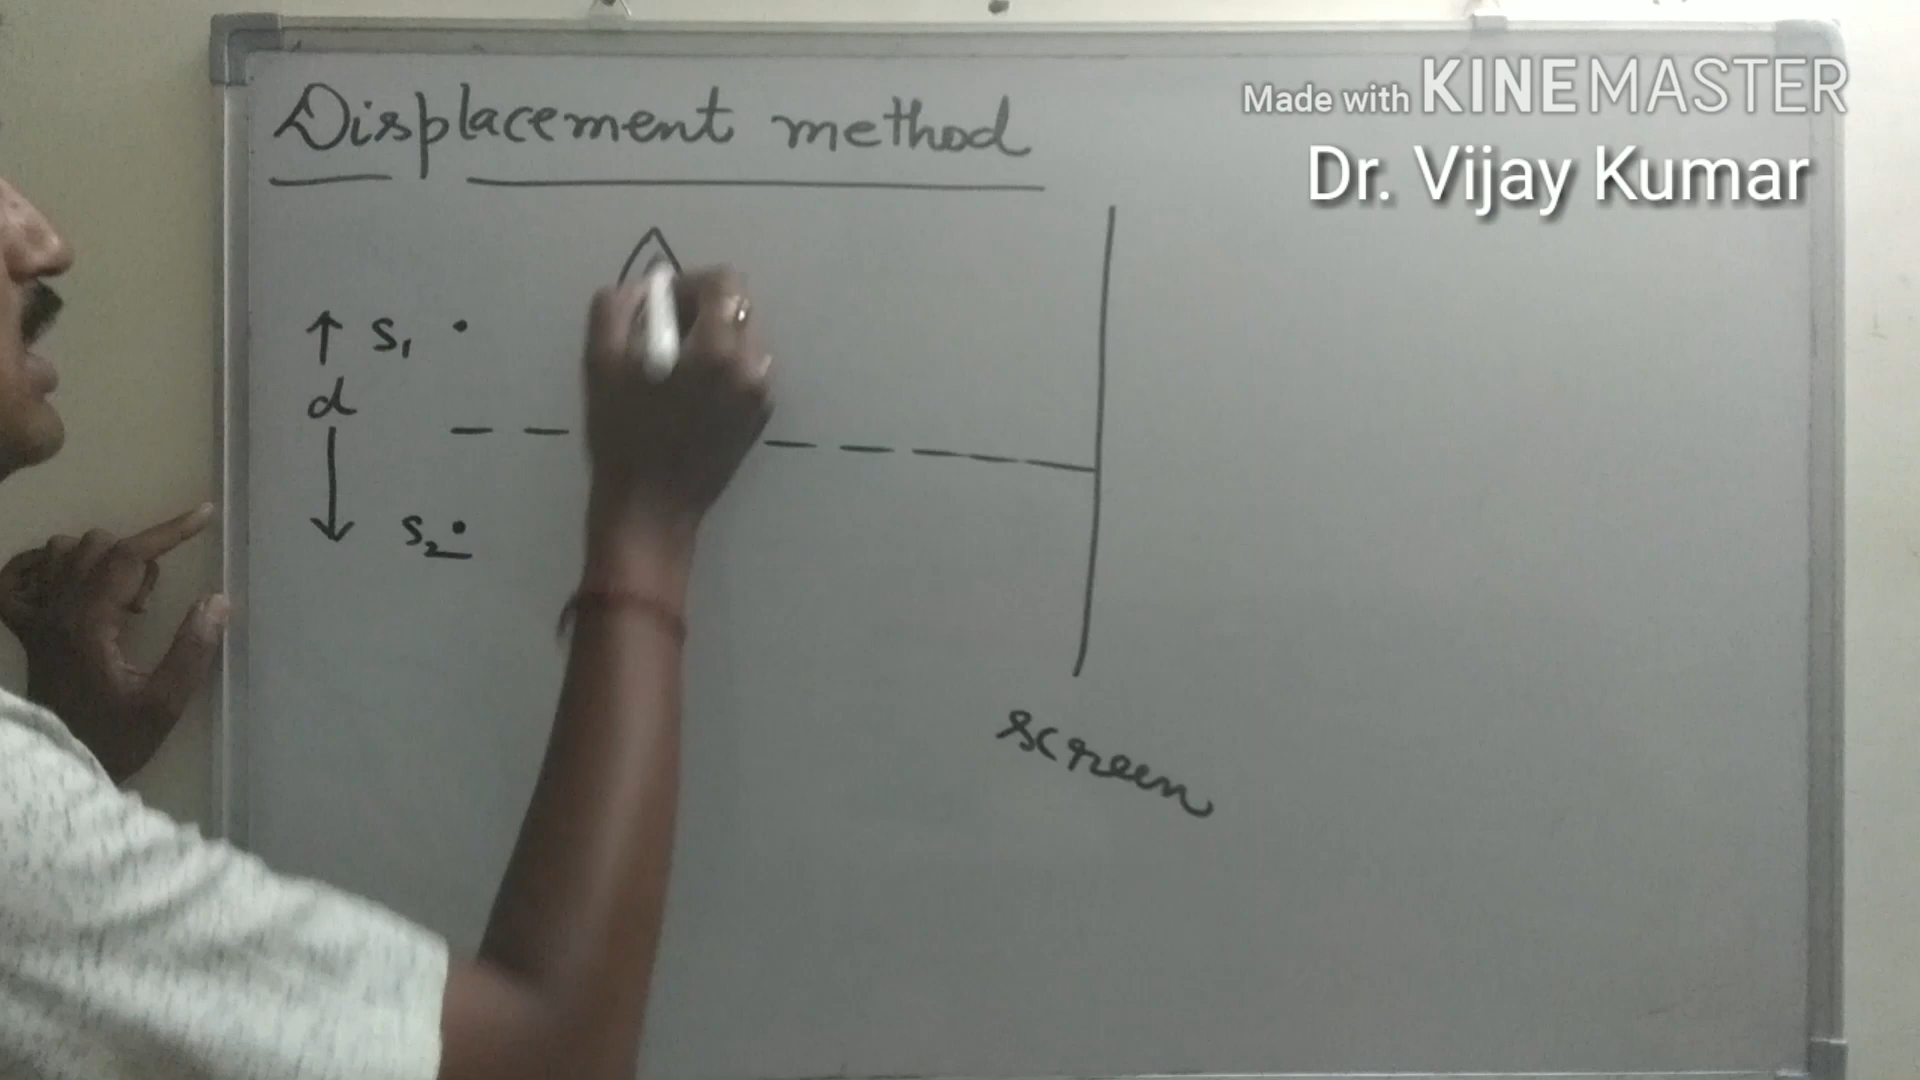 Displacement method
Made with KINEMASTER
Dr. Vijay Kumar
S1
d
S2
screen